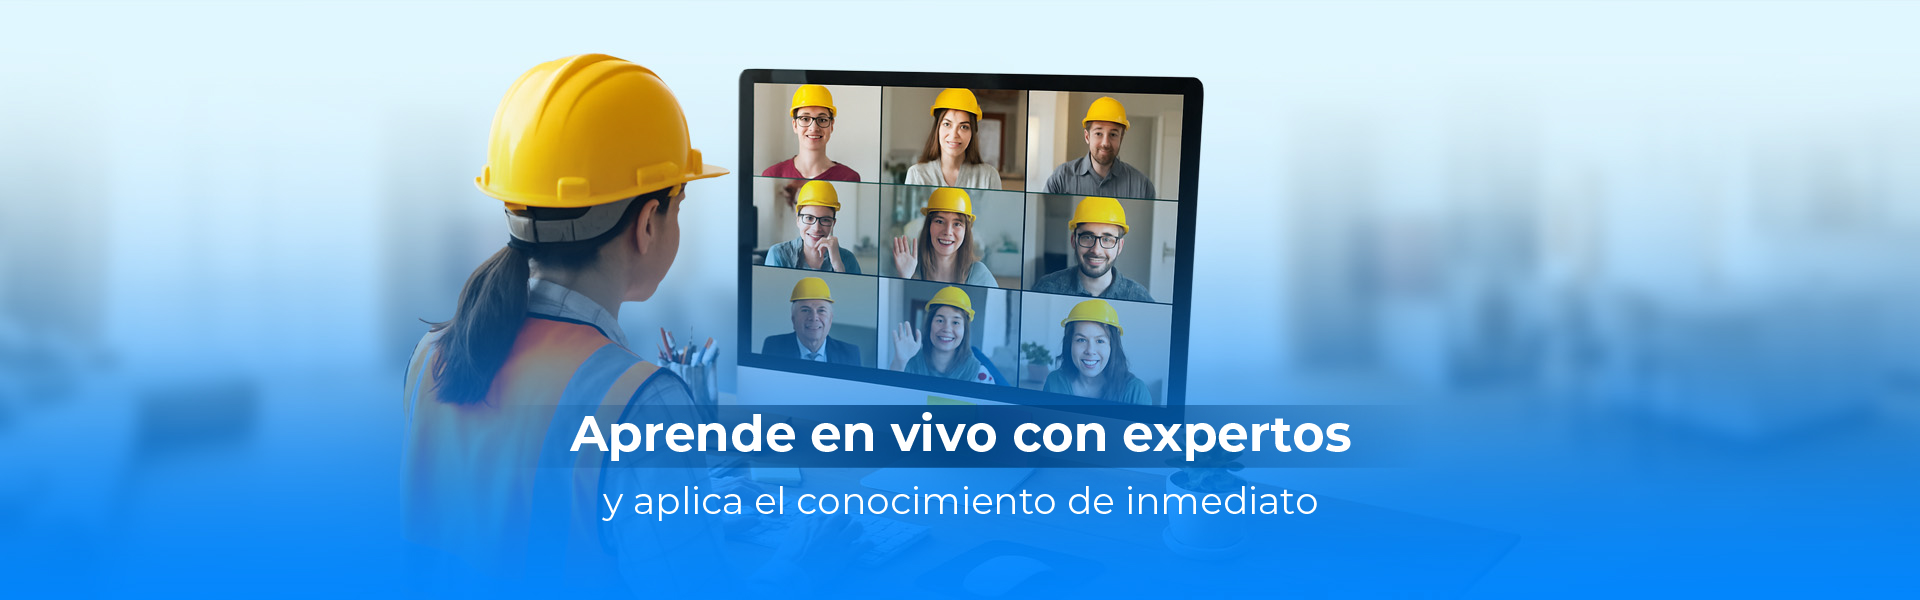 Aprende en vivo con expertos
y aplica el conocimiento de inmediato